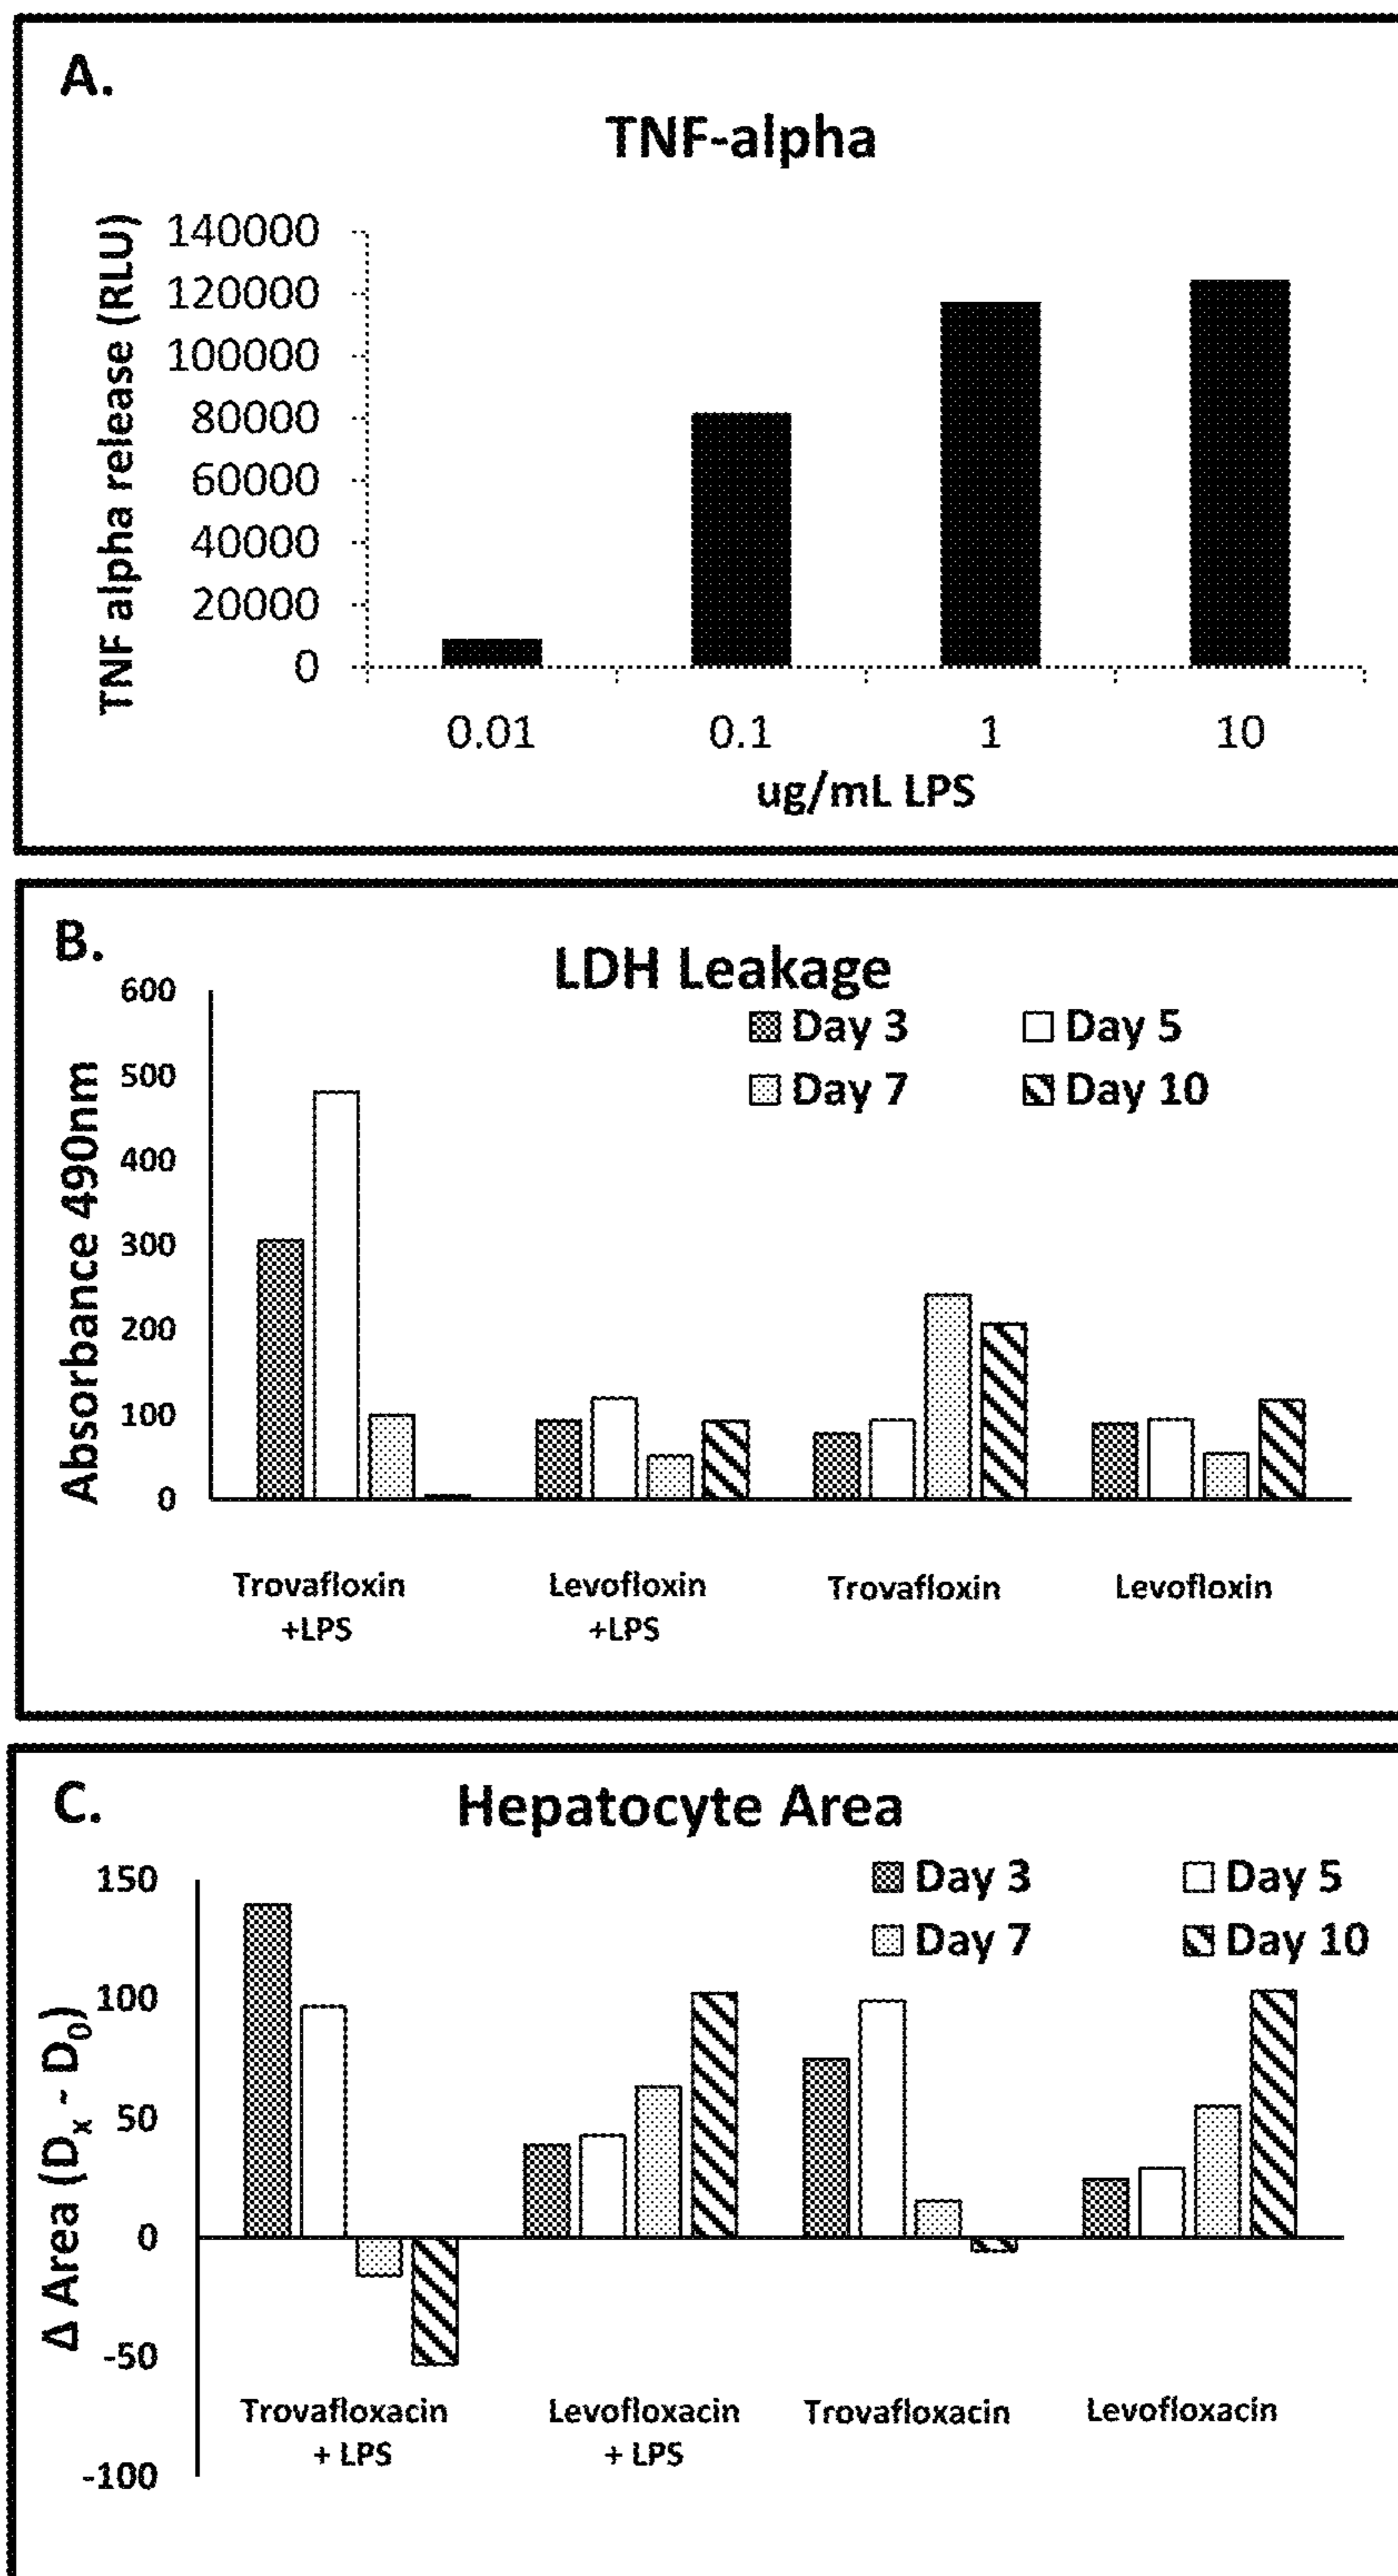 A.
TNF-alpha
TNF alpha release (RLU)
140000
120000
100000
80000
60000
40000
20000
0
0.01 0.1 1 10
ug/mL LPS
B.
LDH Leakage
Absorbance 490nm
600
500
400
300
200
100
0
Day 3 Day 5
Day 7 Day 10
Trovafloxin Levofloxin Trovafloxin Levofloxin
+LPS +LPS
C.
Hepatocyte Area
Δ Area (Dx - D0)
150
100
50
0
-50
-100
Day 3 Day 5
Day 7 Day 10
Trovafloxacin Levofloxacin Trovafloxacin Levofloxacin
+ LPS + LPS